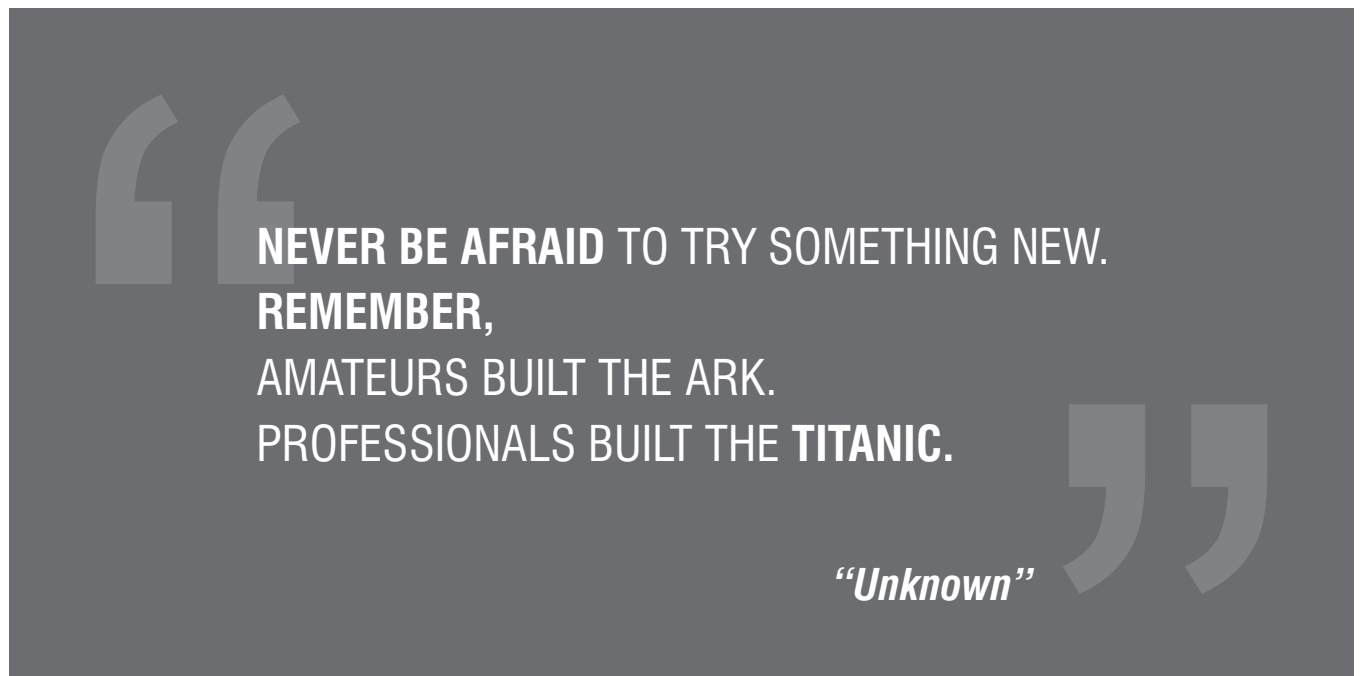 NEVER BE AFRAID TO TRY SOMETHING NEW.
REMEMBER,
AMATEURS BUILT THE ARK.
PROFESSIONALS BUILT THE TITANIC.
“Unknown”